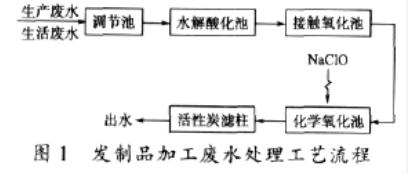 生产废水
生活废水
调节池
水解酸化池
接触氧化池
NaClO
出水
活性炭滤柱
化学氧化池
图1 发制品加工废水处理工艺流程